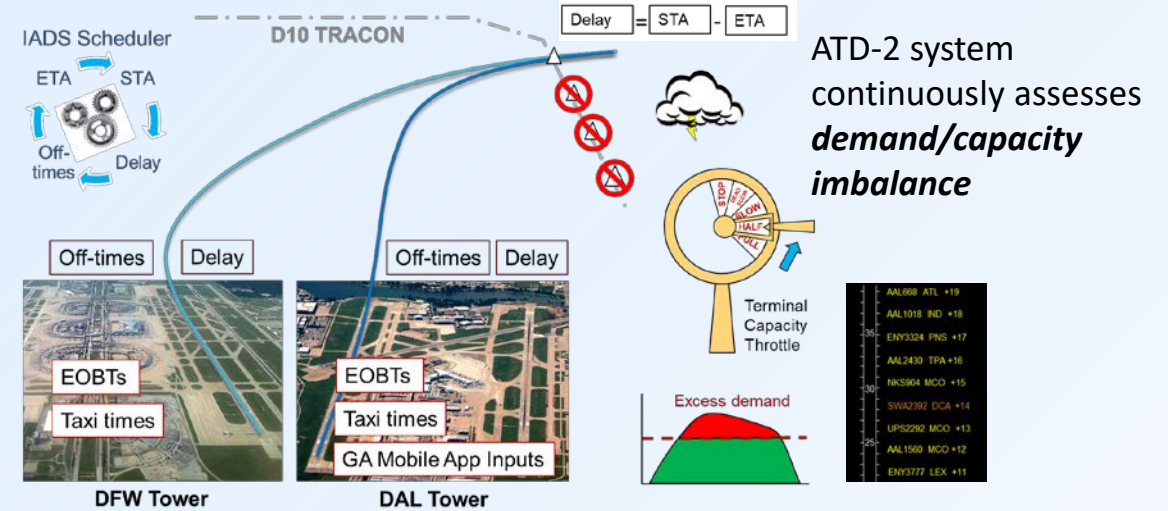 Delay = STA - ETA
D10 TRACON
IADS Scheduler
ETA STA
Off-
times
Delay
ATD-2 system
continuously assesses
demand/capacity
imbalance
STOP
DEAD
SLOW
SLOW
HALF
FULL
Terminal
Capacity
Throttle
Off-times Delay
Off-times Delay
EOBTs
Taxi times
DFW Tower
EOBTs
Taxi times
GA Mobile App Inputs
DAL Tower
Excess demand
AAL668 ATL +19
AAL1018 IND +18
35
ENY3324 PNS +17
AAL2430 TPA +16
30
NKS904 MCO +15
SWA2392 DCA +14
UPS2292 MCO +13
25
AAL1560 MCO +12
ENY3777 LEX +11